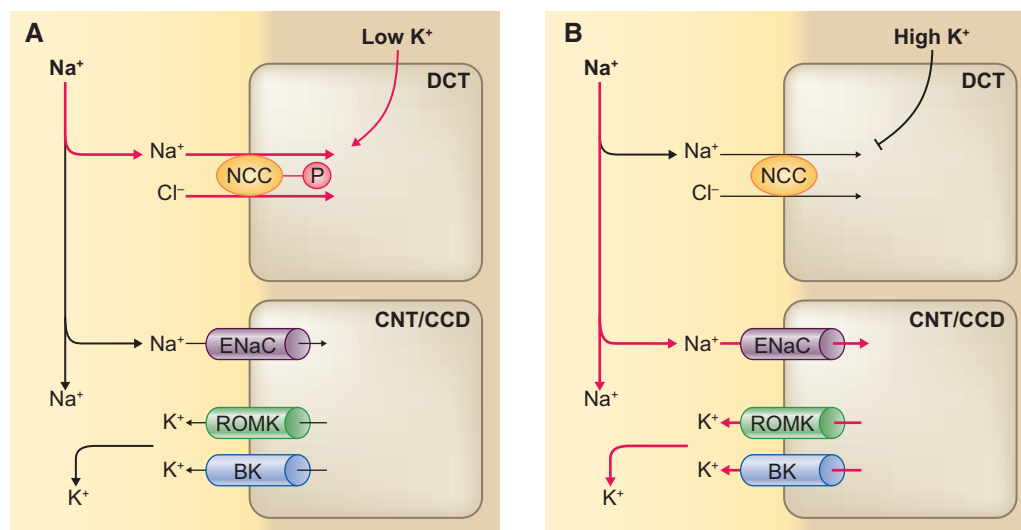 A
Low K⁺
Na⁺
DCT
Na⁺
NCC
P
Cl⁻
CNT/CCD
Na⁺
ENaC
Na⁺
K⁺
ROMK
K⁺
BK
K⁺
B
High K⁺
Na⁺
DCT
Na⁺
NCC
Cl⁻
CNT/CCD
Na⁺
ENaC
Na⁺
K⁺
ROMK
K⁺
BK
K⁺